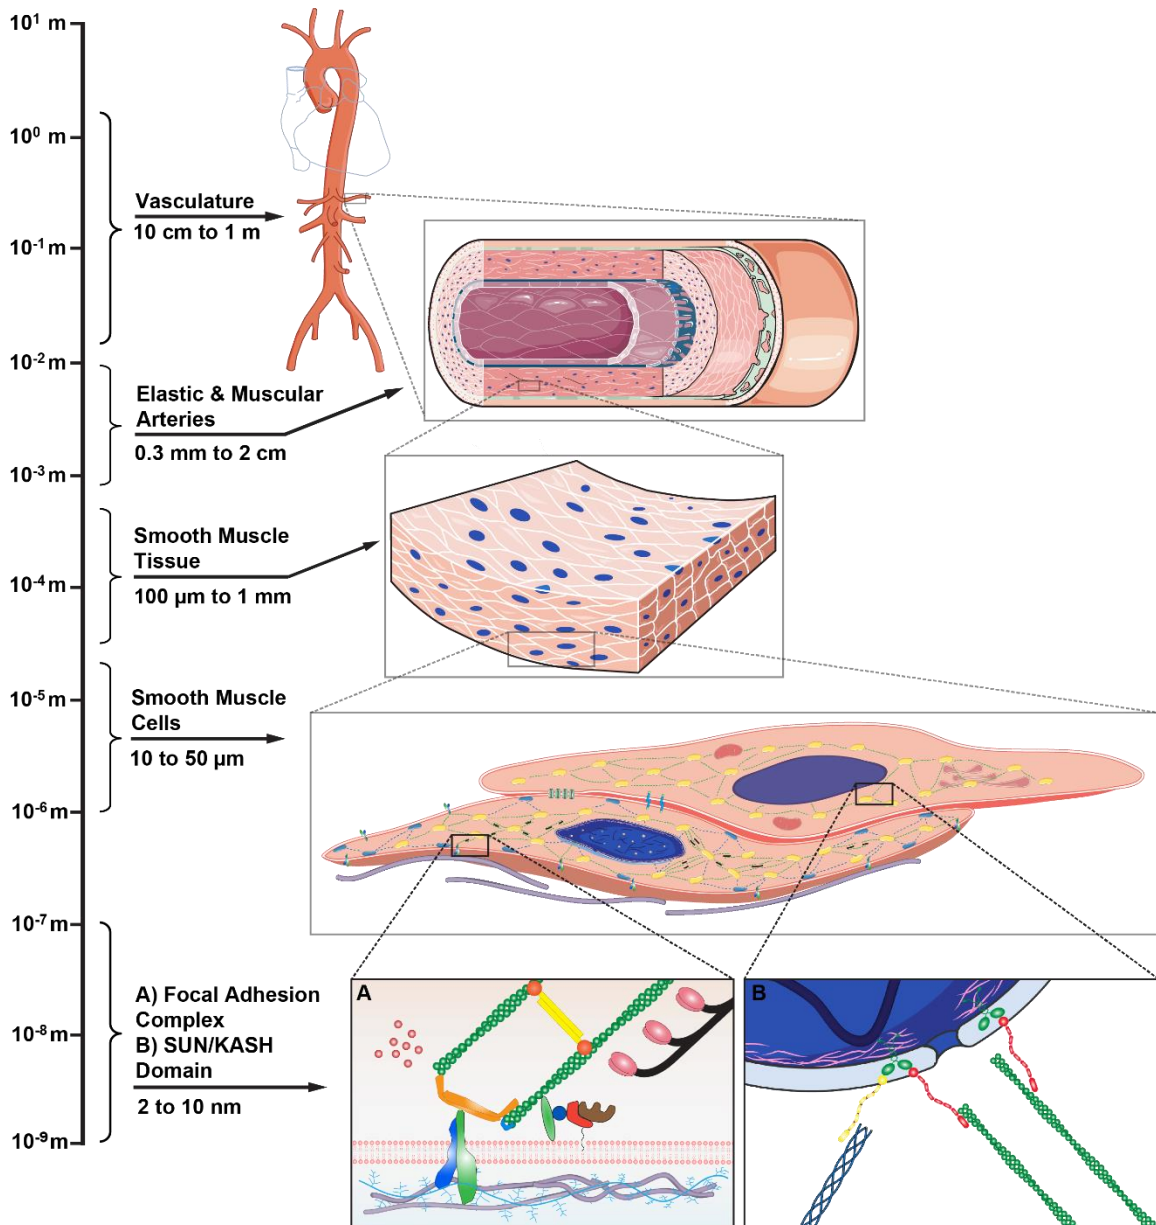 10¹ m
10⁰ m
Vasculature
10 cm to 1 m
10⁻¹ m
10⁻² m
Elastic & Muscular
Arteries
0.3 mm to 2 cm
10⁻³ m
Smooth Muscle
Tissue
100 µm to 1 mm
10⁻⁴ m
Smooth Muscle
Cells
10 to 50 µm
10⁻⁵ m
10⁻⁶ m
10⁻⁷ m
A) Focal Adhesion
Complex
B) SUN/KASH
Domain
2 to 10 nm
10⁻⁸ m
10⁻⁹ m
A
B